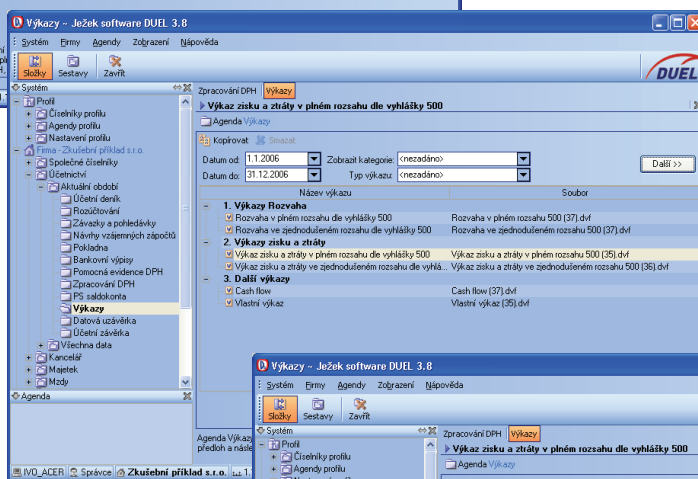 Výkazy ~ Ježek software DUEL 3.8
Systém Firmy Agendy Zobrazení Nápověda
Složky Sestavy Zavřít
DUEL
Systém
Profil
Číselníky profilu
Agendy profilu
Nastavení profilu
Firma - Zkušební příklad s.r.o.
Společné číselníky
Účetnictví
Aktuální období
Účetní deník
Rozúčtování
Závazky a pohledávky
Návrhy vzájemných zápočtů
Pokladna
Bankovní výpisy
Pomocná evidence DPH
Zpracování DPH
PS saldokonta
Výkazy
Datová uzávěrka
Účetní závěrka
Všechna data
Kancelář
Majetek
Mzdy
Agenda
Zpracování DPH Výkazy
Výkaz zisku a ztráty v plném rozsahu dle vyhlášky 500
Agenda Výkazy
Kopírovat Smazat
Datum od: 1.1.2006 Zobrazit kategorie: <nezadáno>
Datum do: 31.12.2006 Typ výkazu: <nezadáno>
Další >>
Název výkazu Soubor
1. Výkazy Rozvaha
Rozvaha v plném rozsahu dle vyhlášky 500 Rozvaha v plném rozsahu 500 (37).dvf
Rozvaha ve zjednodušeném rozsahu dle vyhlášky 500 Rozvaha ve zjednodušeném rozsahu 500 (37).dvf
2. Výkazy zisku a ztráty
Výkaz zisku a ztráty v plném rozsahu dle vyhlášky 500 Výkaz zisku a ztráty v plném rozsahu 500 (35).dvf
Výkaz zisku a ztráty ve zjednodušeném rozsahu dle vyhlá... Výkaz zisku a ztráty ve zjednodušeném rozsahu 500 (36).dvf
3. Další výkazy
Cash flow Cash flow (37).dvf
Vlastní výkaz Vlastní výkaz (35).dvf
Agenda Výkaz
předloh a násle
IVO_ACER Správce Zkušební příklad s.r.o. 1.
Výkazy ~ Ježek software DUEL 3.8
Systém Firmy Agendy Zobrazení Nápověda
Složky Sestavy Zavřít
Systém
Profil
Číselníky profilu
Agendy profilu
Zpracování DPH Výkazy
Výkaz zisku a ztráty v plném rozsahu dle vyhlášky 500
Agenda Výkazy